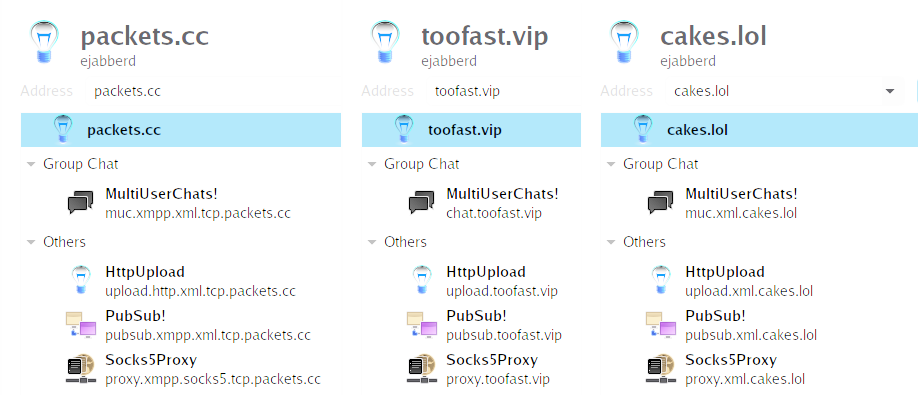 packets.cc
ejabberd
Address packets.cc
packets.cc
Group Chat
MultiUserChats!
muc.xmpp.xml.tcp.packets.cc
Others
HttpUpload
upload.http.xml.tcp.packets.cc
PubSub!
pubsub.xmpp.xml.tcp.packets.cc
Socks5Proxy
proxy.xmpp.socks5.tcp.packets.cc
toofast.vip
ejabberd
Address toofast.vip
toofast.vip
Group Chat
MultiUserChats!
chat.toofast.vip
Others
HttpUpload
upload.toofast.vip
PubSub!
pubsub.toofast.vip
Socks5Proxy
proxy.toofast.vip
cakes.lol
ejabberd
Address cakes.lol
cakes.lol
Group Chat
MultiUserChats!
muc.xml.cakes.lol
Others
HttpUpload
upload.xml.cakes.lol
PubSub!
pubsub.xml.cakes.lol
Socks5Proxy
proxy.xml.cakes.lol